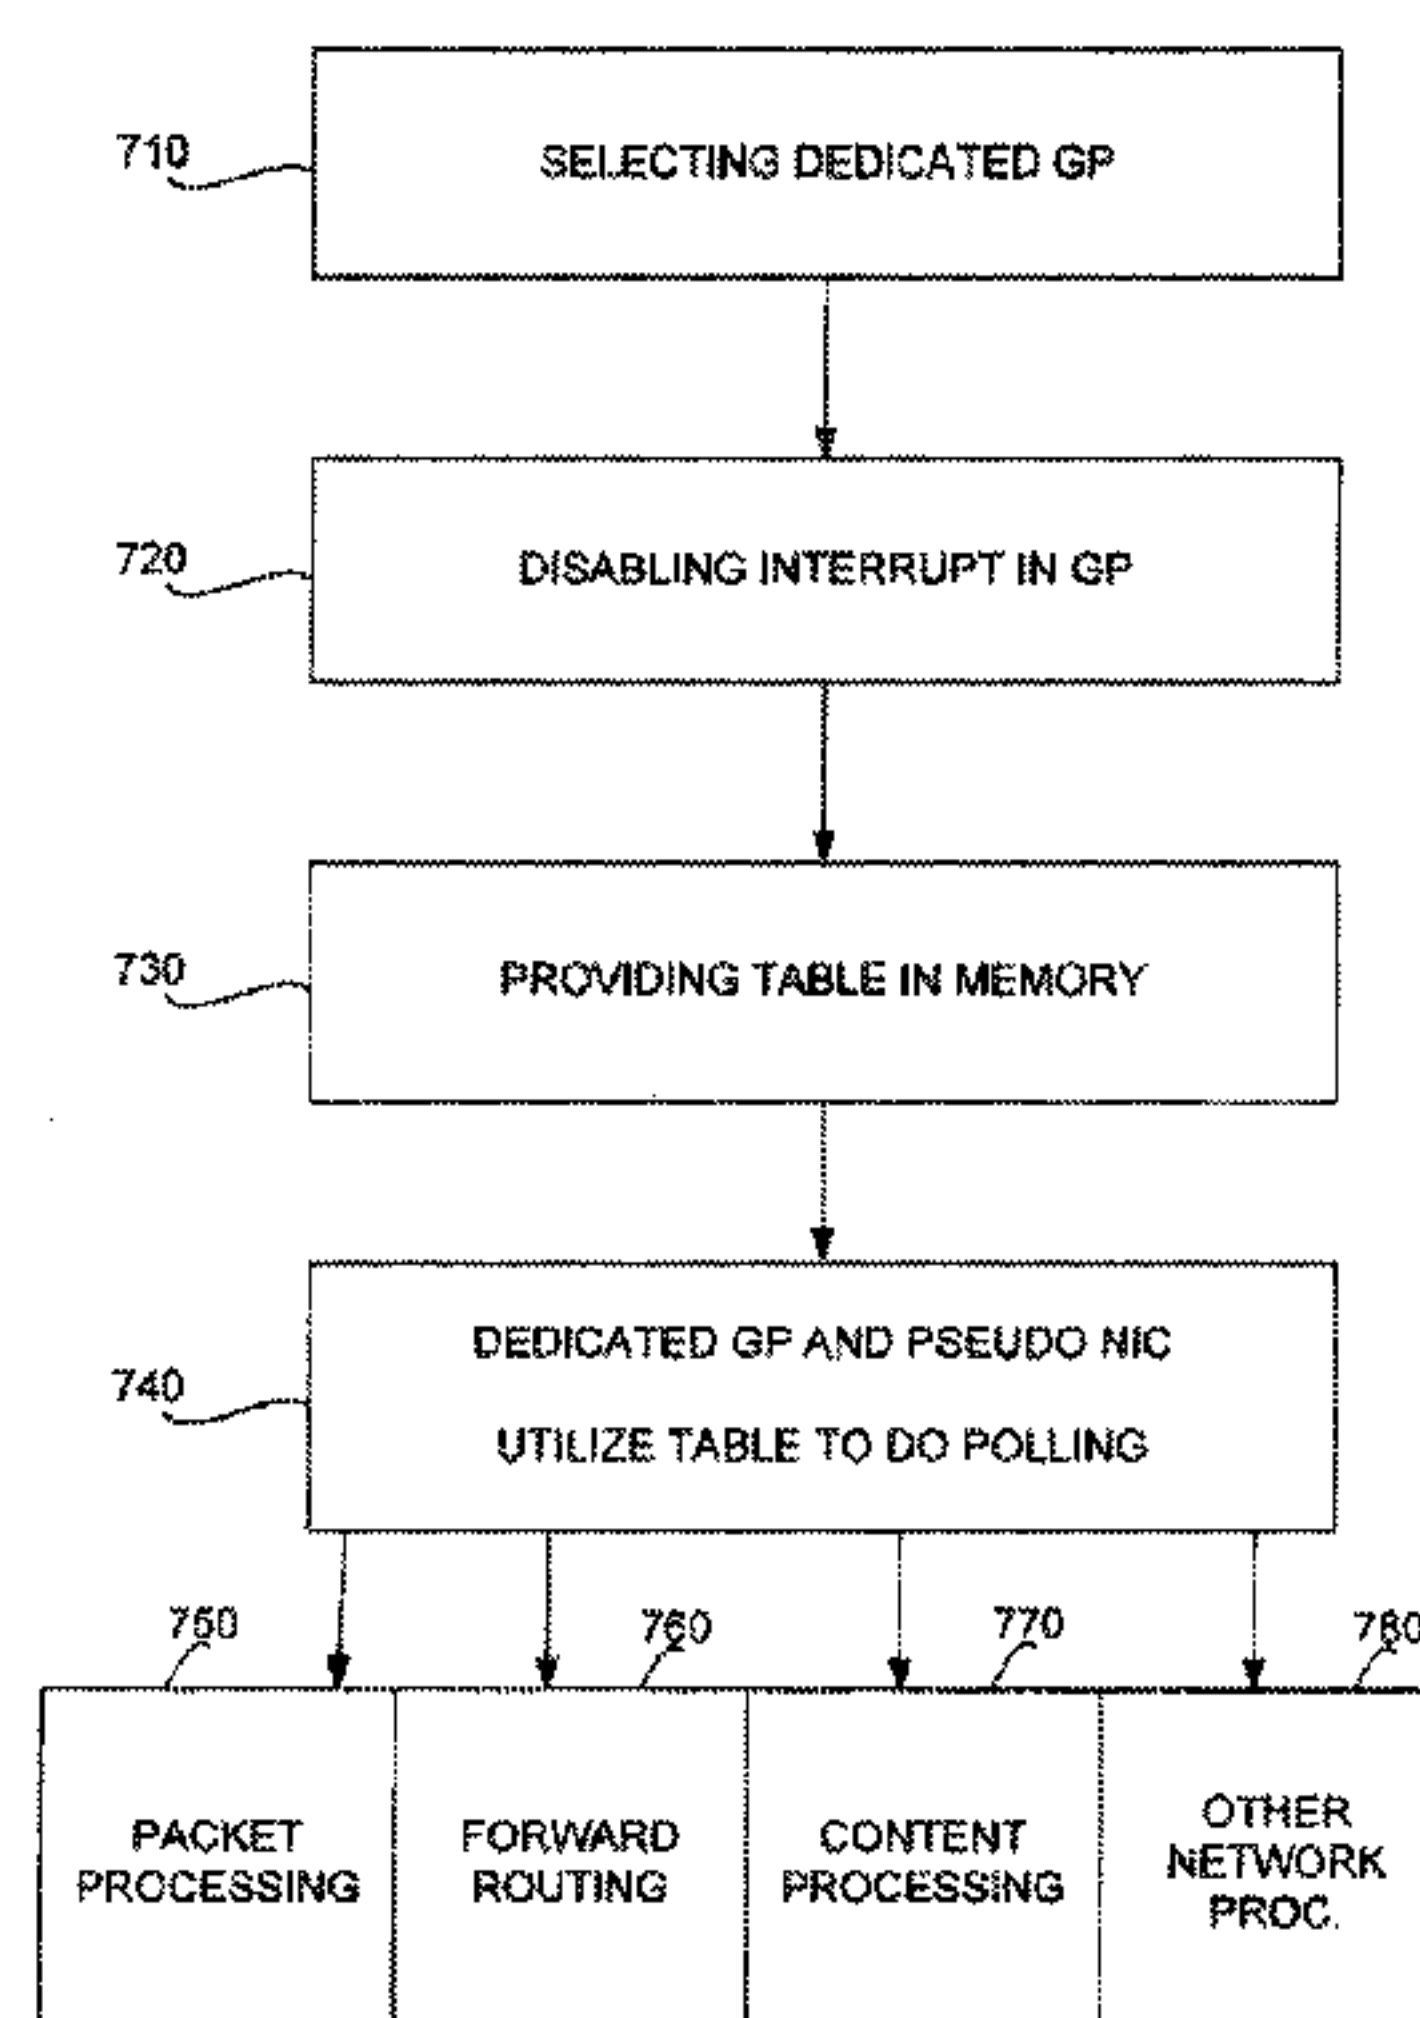 710
SELECTING DEDICATED GP
720
DISABLING INTERRUPT IN GP
730
PROVIDING TABLE IN MEMORY
740
DEDICATED GP AND PSEUDO NIC
UTILIZE TABLE TO DO POLLING
750
760
770
780
PACKET
PROCESSING
FORWARD
ROUTING
CONTENT
PROCESSING
OTHER
NETWORK
PROC.